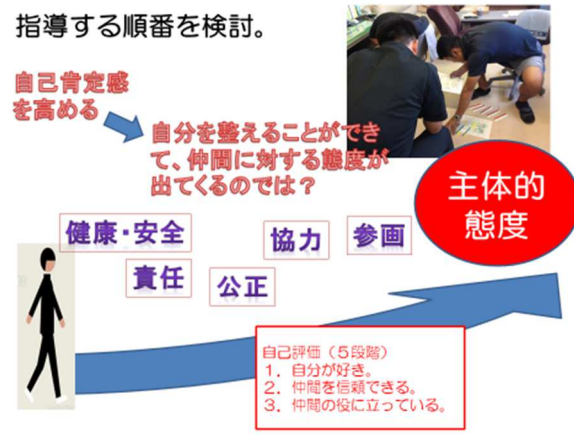 指導する順番を検討。
自己肯定感
を高める
自分を整えることができ
て、仲間に対する態度が
出てくるのでは？
主体的
態度
健康・安全
協力
参画
責任
公正
自己評価（５段階）
１．自分が好き。
２．仲間を信頼できる。
３．仲間の役に立っている。